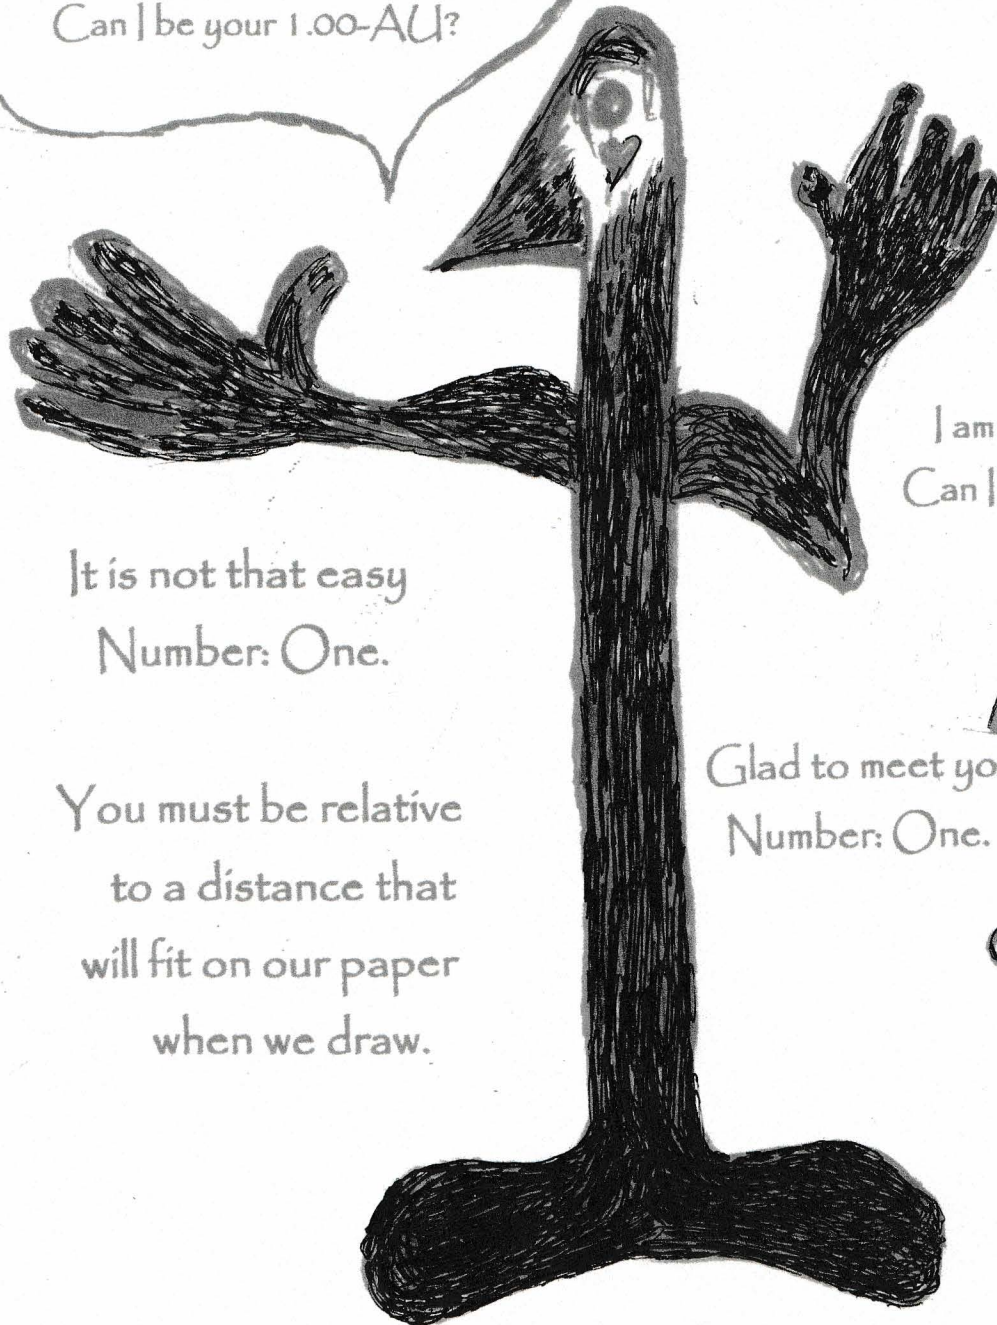 Can I be your 1.00-AU?
I am
Can I
It is not that easy
Number: One.
You must be relative
to a distance that
will fit on our paper
when we draw.
Glad to meet yo
Number: One.